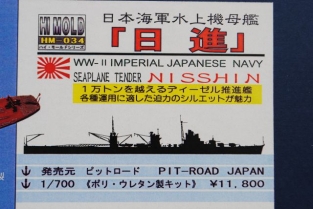 HI MOLD
HM-034
ハイ・モールドシリーズ
日本海軍水上機母艦
「日進」
WW-II IMPERIAL JAPANESE NAVY
SEAPLANE TENDER NISSHIN
1万トンを越えるディーゼル推進艦
各種運用に適した迫力のシルエットが魅力
発売元 ピットロード PIT-ROAD JAPAN
1/700 《ポリ・ウレタン製キット》 ¥11,800